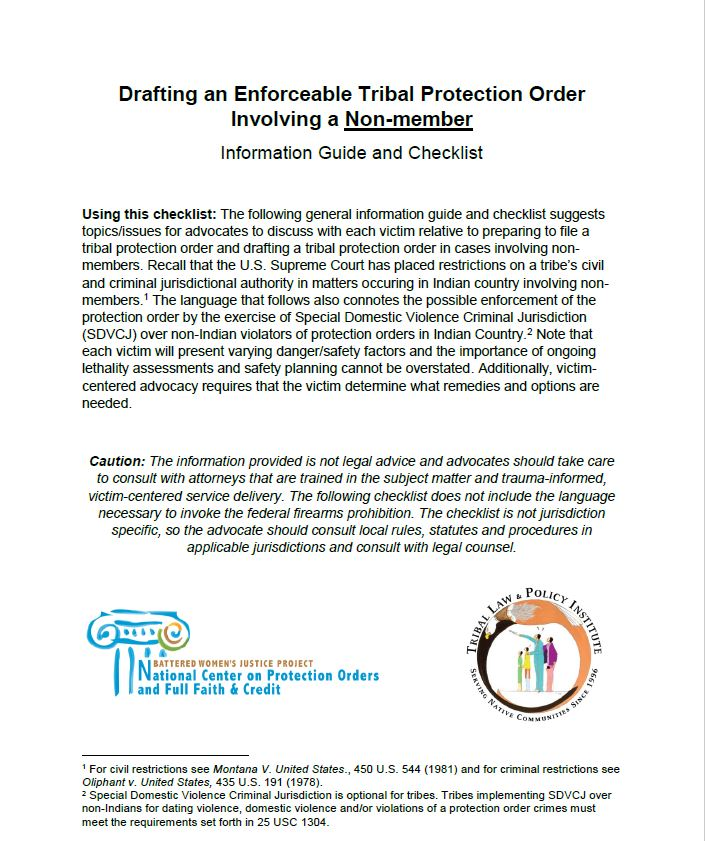 Drafting an Enforceable Tribal Protection Order
Involving a Non-member
Information Guide and Checklist
Using this checklist: The following general information guide and checklist suggests
topics/issues for advocates to discuss with each victim relative to preparing to file a
tribal protection order and drafting a tribal protection order in cases involving non-
members. Recall that the U.S. Supreme Court has placed restrictions on a tribe's civil
and criminal jurisdictional authority in matters occuring in Indian country involving non-
members.1 The language that follows also connotes the possible enforcement of the
protection order by the exercise of Special Domestic Violence Criminal Jurisdiction
(SDVCJ) over non-Indian violators of protection orders in Indian Country.2 Note that
each victim will present varying danger/safety factors and the importance of ongoing
lethality assessments and safety planning cannot be overstated. Additionally, victim-
centered advocacy requires that the victim determine what remedies and options are
needed.
Caution: The information provided is not legal advice and advocates should take care
to consult with attorneys that are trained in the subject matter and trauma-informed,
victim-centered service delivery. The following checklist does not include the language
necessary to invoke the federal firearms prohibition. The checklist is not jurisdiction
specific, so the advocate should consult local rules, statutes and procedures in
applicable jurisdictions and consult with legal counsel.
BATTERED WOMEN'S JUSTICE PROJECT
National Center on Protection Orders
and Full Faith & Credit
TRIBAL LAW & POLICY INSTITUTE
SERVING NATIVE COMMUNITIES SINCE 1996
1 For civil restrictions see Montana V. United States., 450 U.S. 544 (1981) and for criminal restrictions see
Oliphant v. United States, 435 U.S. 191 (1978).
2 Special Domestic Violence Criminal Jurisdiction is optional for tribes. Tribes implementing SDVCJ over
non-Indians for dating violence, domestic violence and/or violations of a protection order crimes must
meet the requirements set forth in 25 USC 1304.